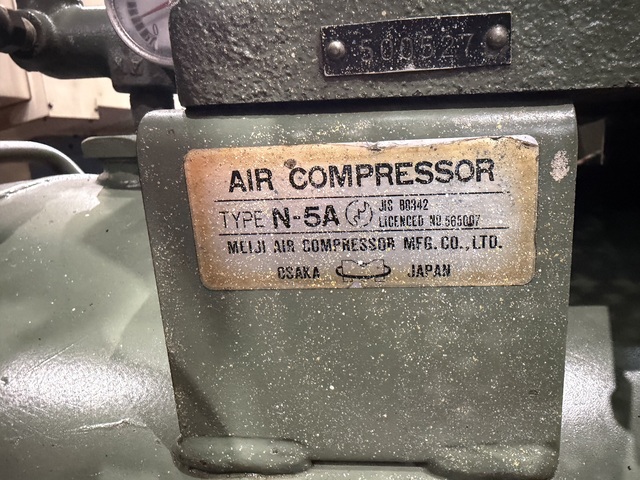 500527
AIR COMPRESSOR
TYPE N-5A JIS B8342
LICENCED NO.565007
MEIJI AIR COMPRESSOR MFG.CO.,LTD.
OSAKA JAPAN